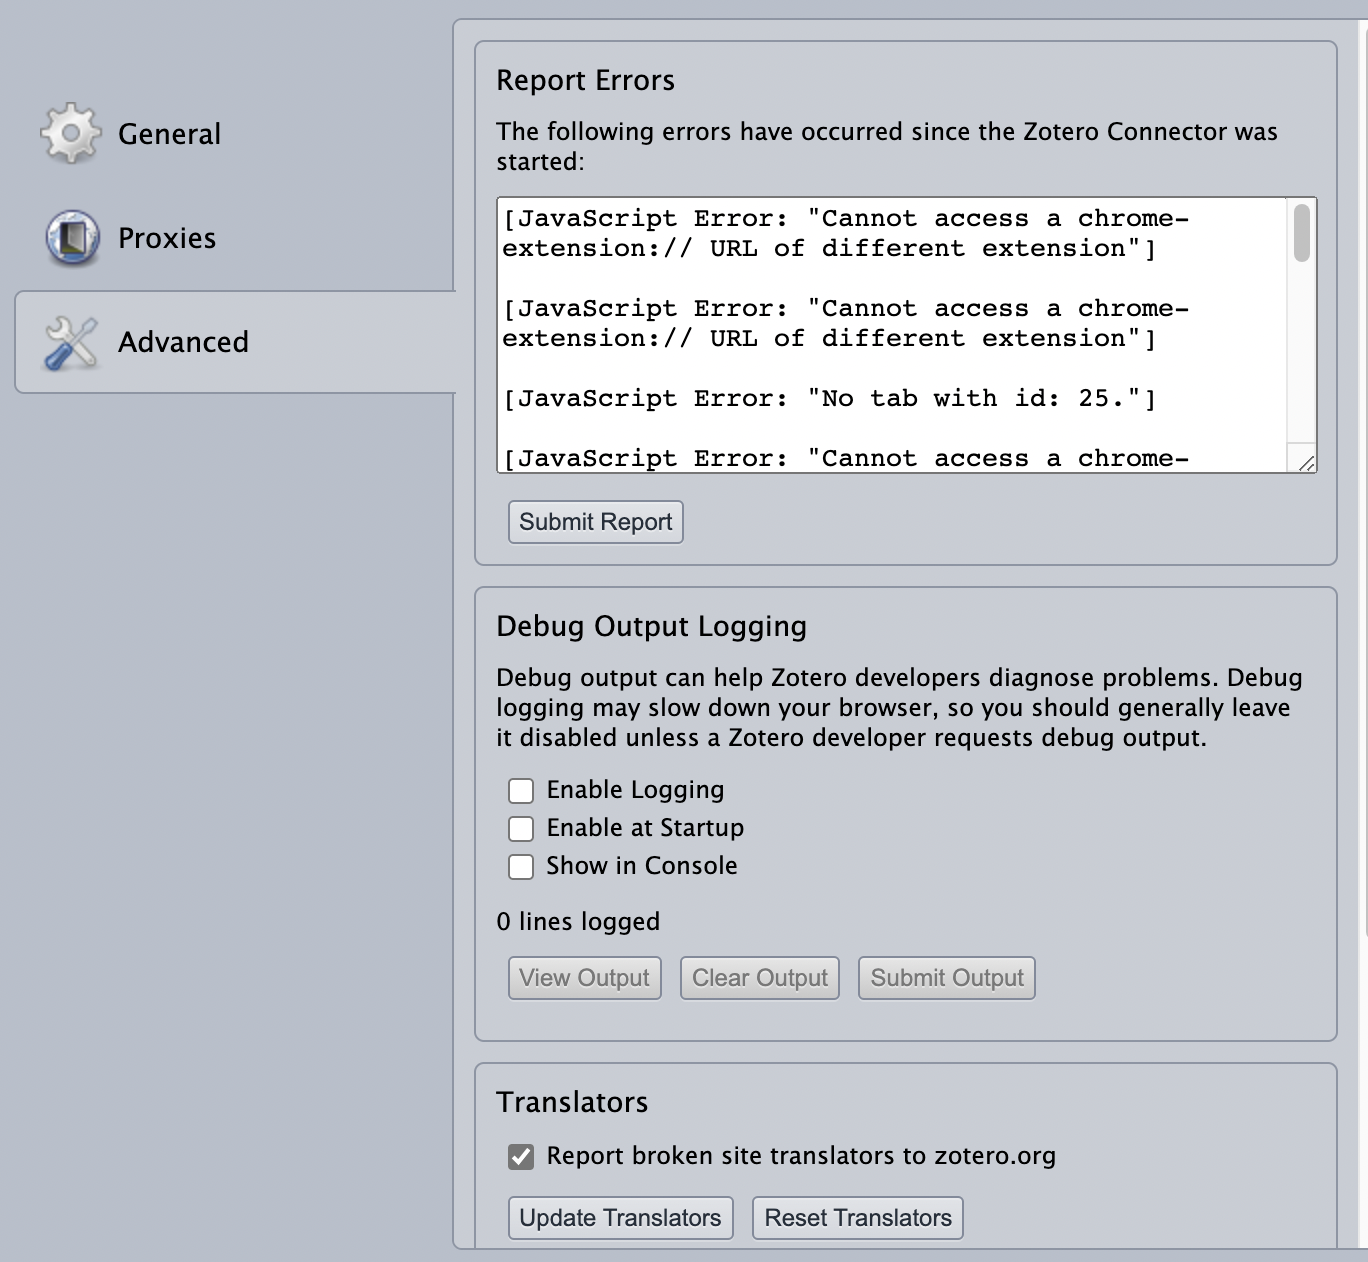 General
Proxies
Advanced
Report Errors
The following errors have occurred since the Zotero Connector was
started:
[JavaScript Error: "Cannot access a chrome-
extension:// URL of different extension"]
[JavaScript Error: "Cannot access a chrome-
extension:// URL of different extension"]
[JavaScript Error: "No tab with id: 25."]
[JavaScript Error: "Cannot access a chrome-
Submit Report
Debug Output Logging
Debug output can help Zotero developers diagnose problems. Debug
logging may slow down your browser, so you should generally leave
it disabled unless a Zotero developer requests debug output.
Enable Logging
Enable at Startup
Show in Console
0 lines logged
View Output Clear Output Submit Output
Translators
Report broken site translators to zotero.org
Update Translators Reset Translators